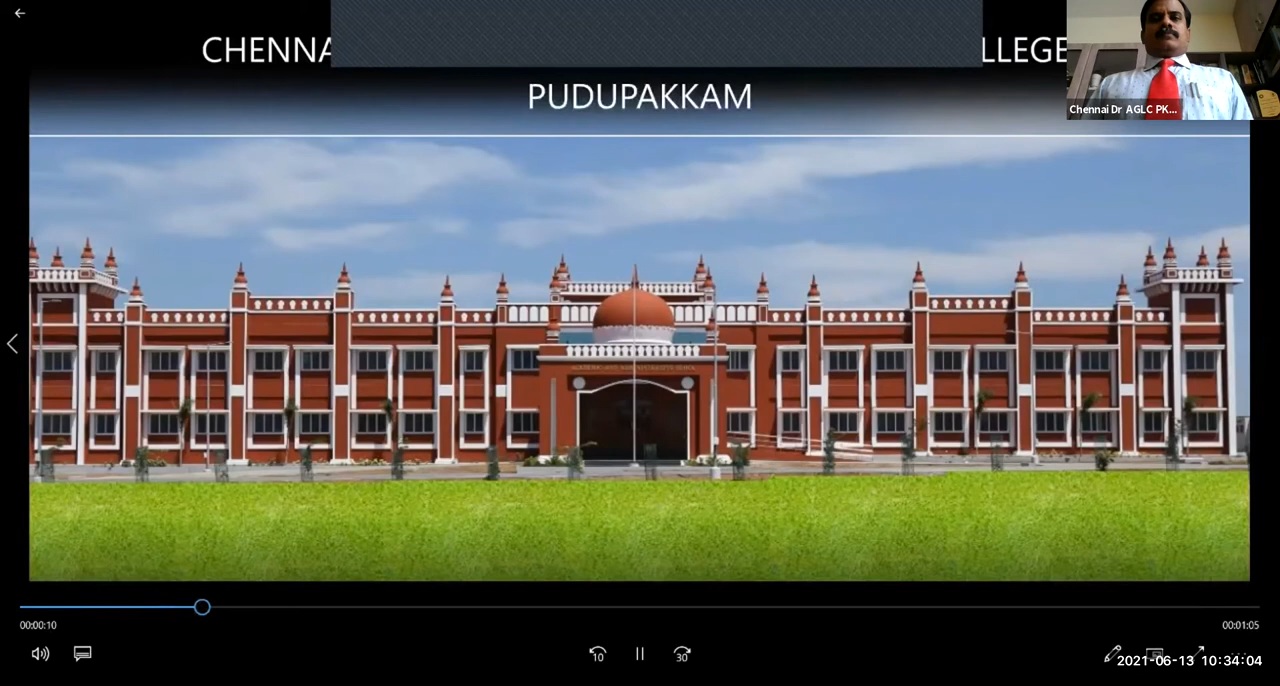 CHENNA LLEGE
PUDUPAKKAM
Chennai Dr AGLC PK...
00:00:10
00:01:05
10
30
2021-06-13 10:34:04